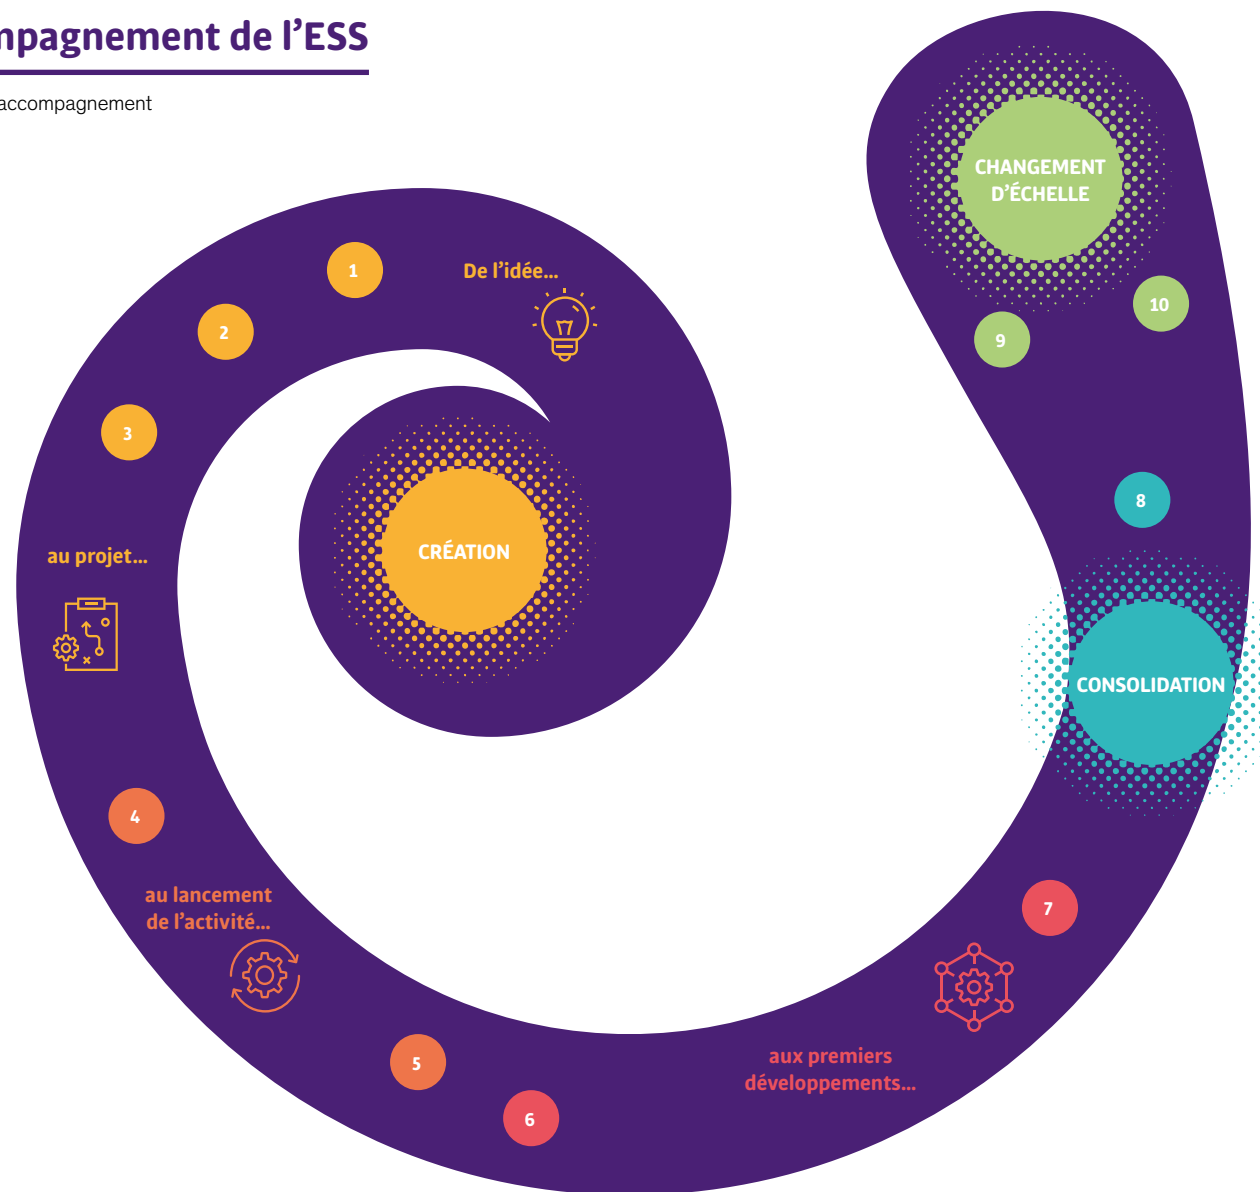 mpagnement de l’ESS
accompagnement
CHANGEMENT
D’ÉCHELLE
1
De l’idée...
2
10
9
3
8
CRÉATION
au projet...
CONSOLIDATION
4
au lancement
de l’activité...
7
5
aux premiers
développements...
6